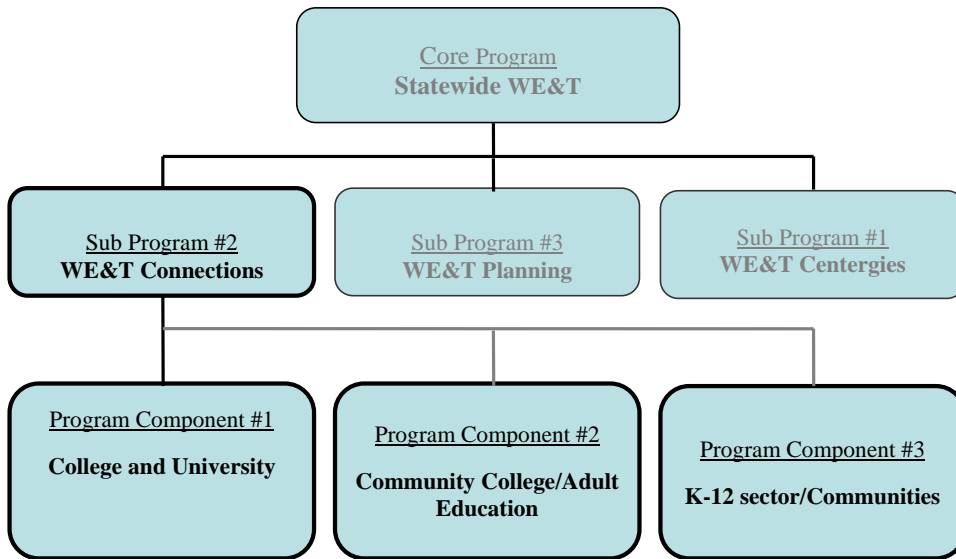 Core Program
Statewide WE&T
Sub Program #2
WE&T Connections
Sub Program #3
WE&T Planning
Sub Program #1
WE&T Centergies
Program Component #1
College and University
Program Component #2
Community College/Adult
Education
Program Component #3
K-12 sector/Communities